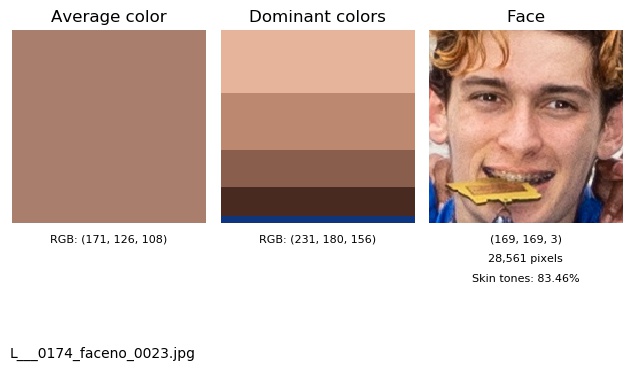 Average color
Dominant colors
Face
RGB: (171, 126, 108)
RGB: (231, 180, 156)
(169, 169, 3)
28,561 pixels
Skin tones: 83.46%
L___0174_faceno_0023.jpg